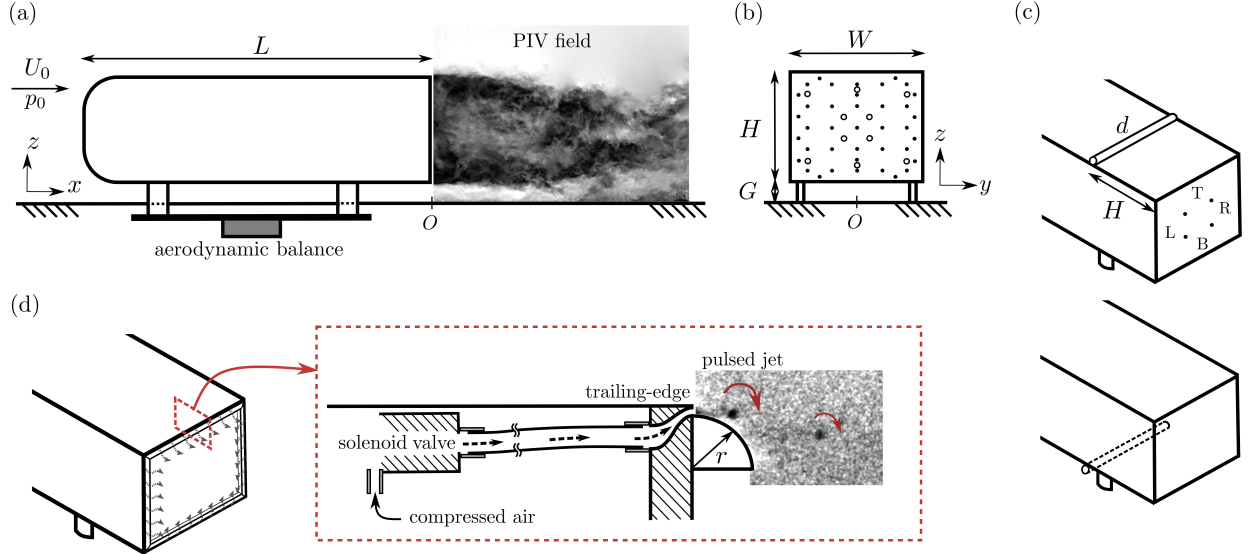 (a)
L
PIV field
U₀
p₀
z
x
O
aerodynamic balance
(b)
W
H
G
z
y
O
(c)
d
H
T
R
L
B
(d)
pulsed jet
trailing-edge
solenoid valve
r
compressed air